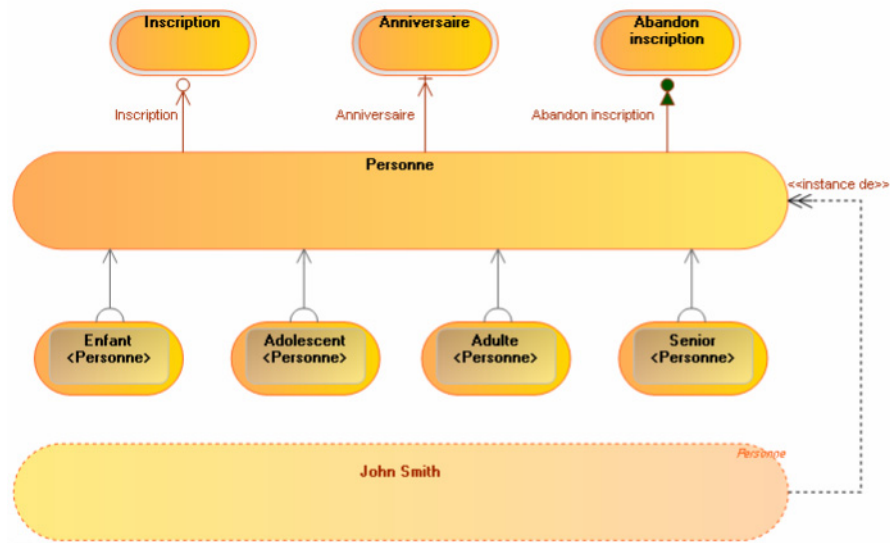 Inscription
Anniversaire
Abandon
inscription
Inscription
Anniversaire
Abandon inscription
Personne
<<instance de>>
Enfant
<Personne>
Adolescent
<Personne>
Adulte
<Personne>
Senior
<Personne>
Personne
John Smith